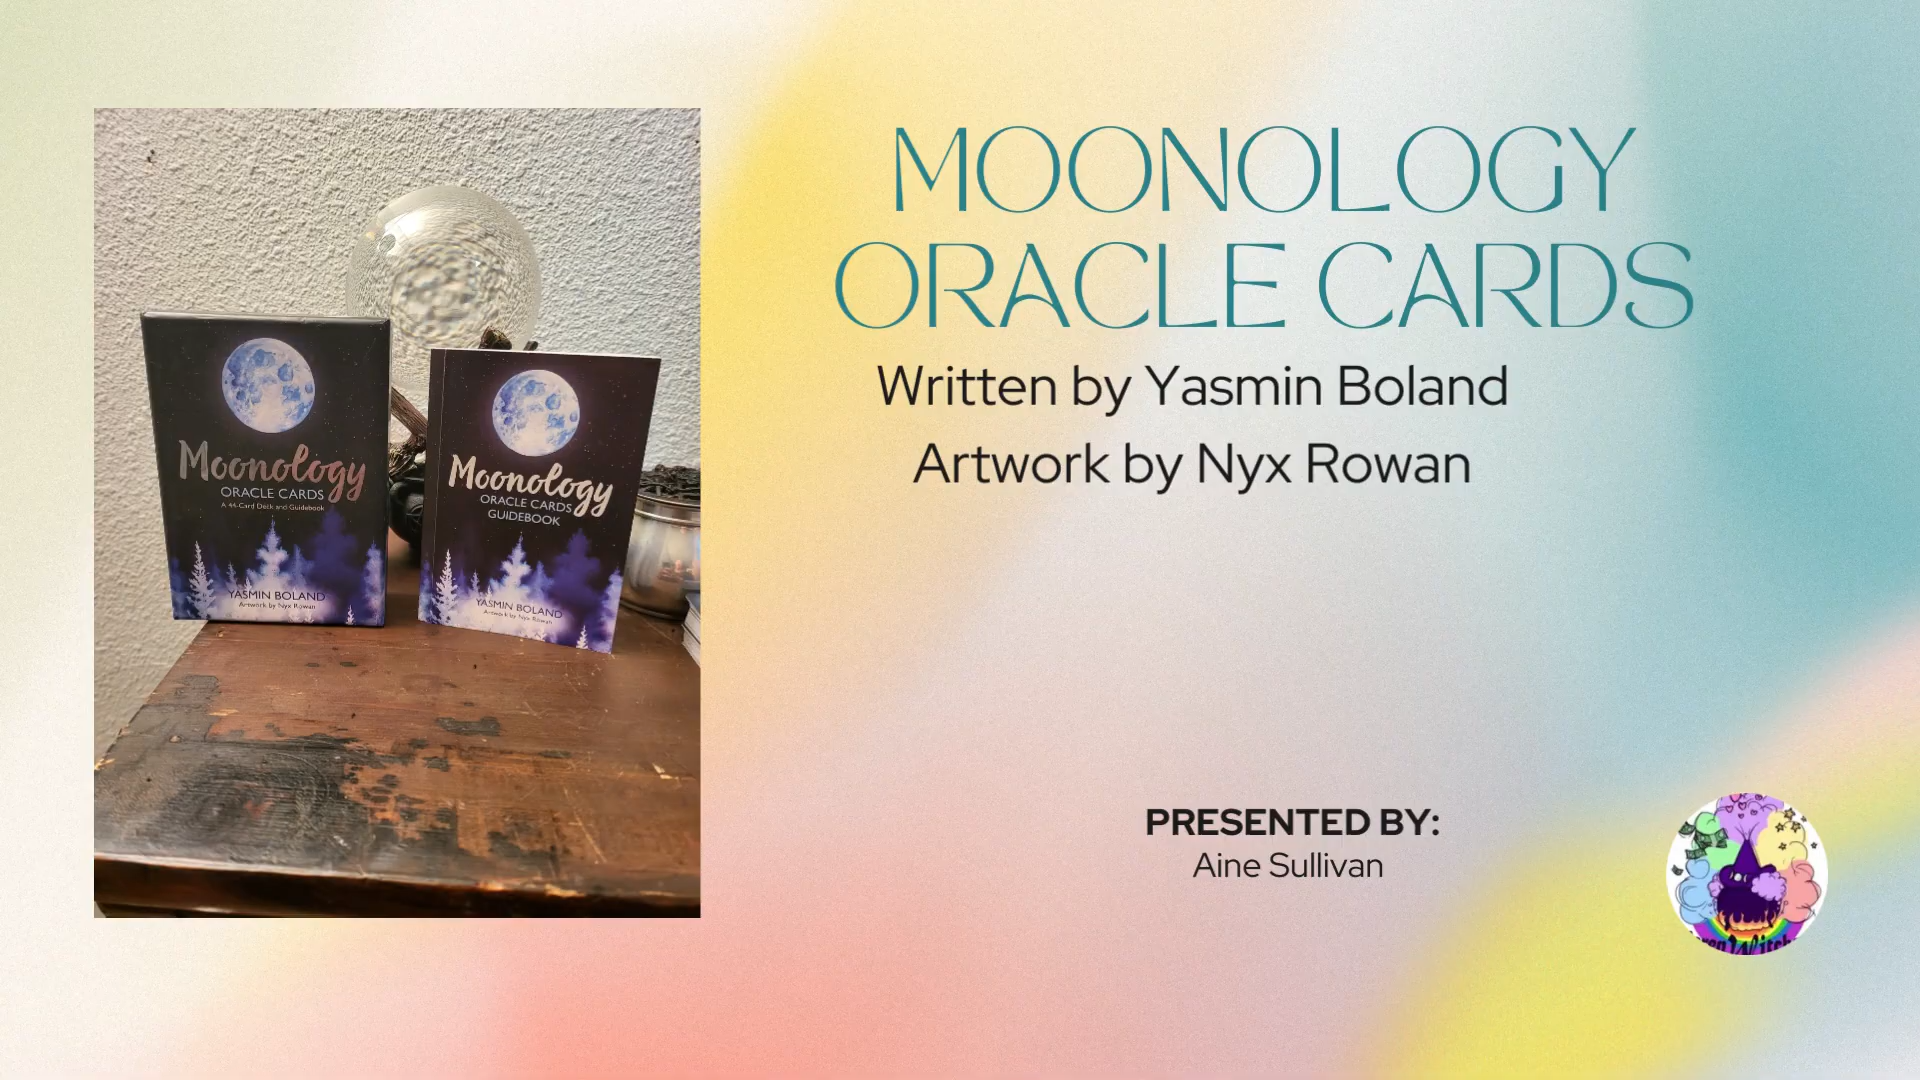 MOONOLOGY
ORACLE CARDS
Written by Yasmin Boland
Artwork by Nyx Rowan
Moonology
ORACLE CARDS
A 44-Card Deck and Guidebook
YASMIN BOLAND
Artwork by Nyx Rowan
Moonology
ORACLE CARDS
GUIDEBOOK
YASMIN BOLAND
Artwork by Nyx Rowan
PRESENTED BY:
Aine Sullivan